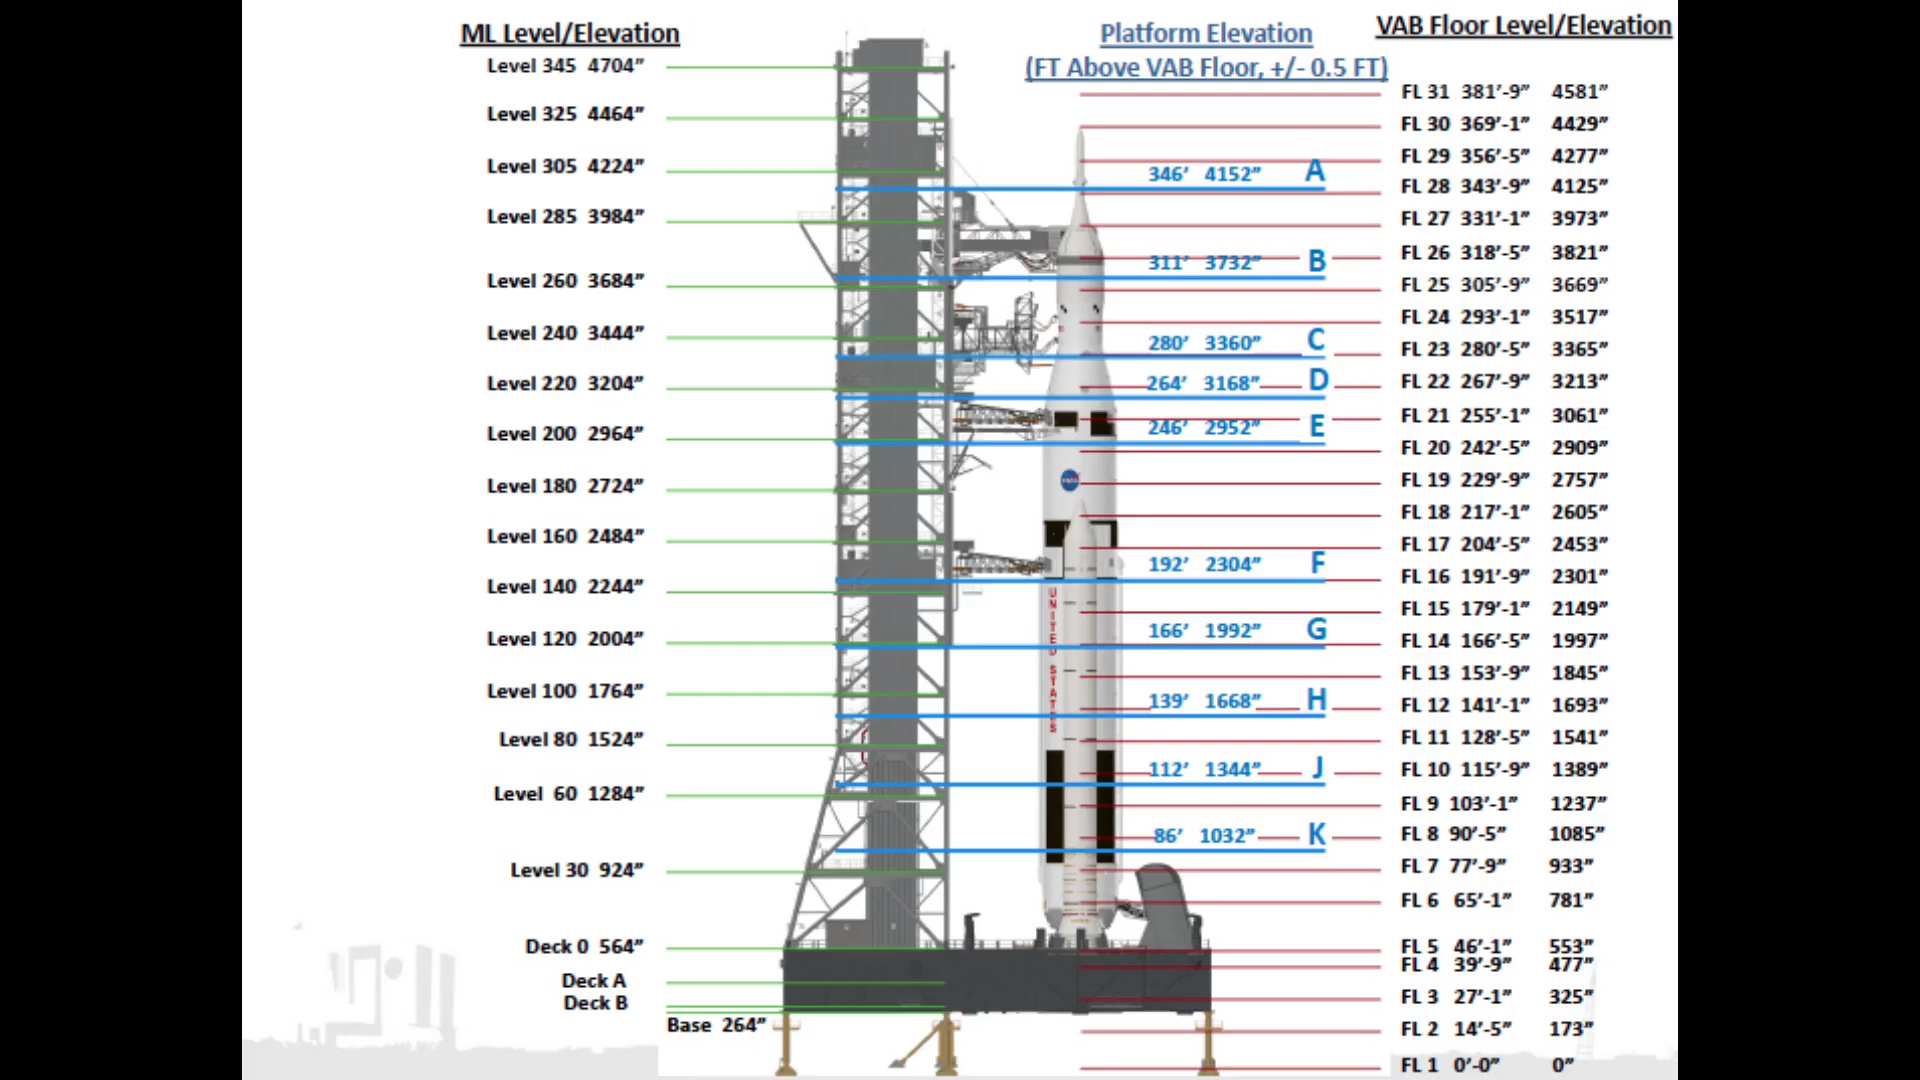 ML Level/Elevation
Level 345 4704”
Level 325 4464”
Level 305 4224”
Level 285 3984”
Level 260 3684”
Level 240 3444”
Level 220 3204”
Level 200 2964”
Level 180 2724”
Level 160 2484”
Level 140 2244”
Level 120 2004”
Level 100 1764”
Level 80 1524”
Level 60 1284”
Level 30 924”
Deck 0 564”
Deck A
Deck B
Base 264”
Platform Elevation
(FT Above VAB Floor, +/- 0.5 FT)
346’ 4152” A
311’ 3732” B
280’ 3360” C
264’ 3168” D
246’ 2952” E
192’ 2304” F
166’ 1992” G
139’ 1668” H
112’ 1344” J
86’ 1032” K
UNITED STATES
VAB Floor Level/Elevation
FL 31 381’-9” 4581”
FL 30 369’-1” 4429”
FL 29 356’-5” 4277”
FL 28 343’-9” 4125”
FL 27 331’-1” 3973”
FL 26 318’-5” 3821”
FL 25 305’-9” 3669”
FL 24 293’-1” 3517”
FL 23 280’-5” 3365”
FL 22 267’-9” 3213”
FL 21 255’-1” 3061”
FL 20 242’-5” 2909”
FL 19 229’-9” 2757”
FL 18 217’-1” 2605”
FL 17 204’-5” 2453”
FL 16 191’-9” 2301”
FL 15 179’-1” 2149”
FL 14 166’-5” 1997”
FL 13 153’-9” 1845”
FL 12 141’-1” 1693”
FL 11 128’-5” 1541”
FL 10 115’-9” 1389”
FL 9 103’-1” 1237”
FL 8 90’-5” 1085”
FL 7 77’-9” 933”
FL 6 65’-1” 781”
FL 5 46’-1” 553”
FL 4 39’-9” 477”
FL 3 27’-1” 325”
FL 2 14’-5” 173”
FL 1 0’-0” 0”